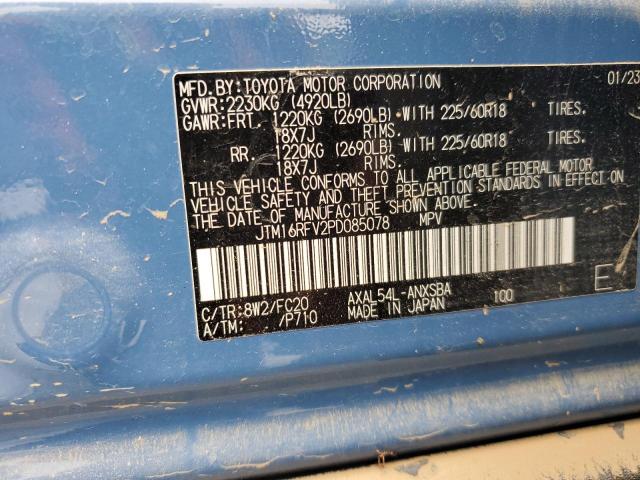 MFD. BY: TOYOTA MOTOR CORPORATION 01/23
GVWR: 2230KG (4920LB)
GAWR: FRT. 1220KG (2690LB) WITH 225/60R18 TIRES.
18X7J RIMS.
RR. 1220KG (2690LB) WITH 225/60R18 TIRES.
18X7J RIMS.
THIS VEHICLE CONFORMS TO ALL APPLICABLE FEDERAL MOTOR
VEHICLE SAFETY AND THEFT PREVENTION STANDARDS IN EFFECT ON
THE DATE OF MANUFACTURE SHOWN ABOVE.
JTM16RFV2PD085078 MPV
C/TR: 8W2/FC20 AXAL54L-ANXSBA 100 E
A/TM: /P710 MADE IN JAPAN